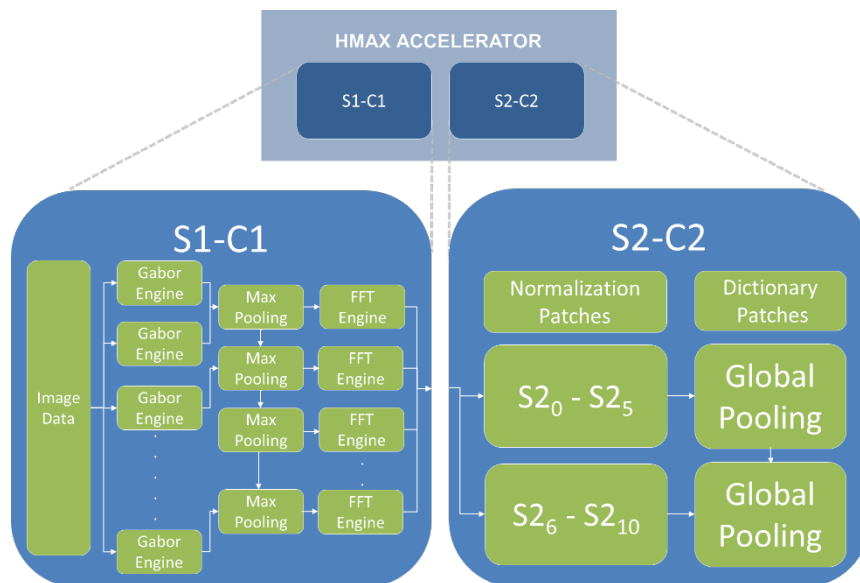 HMAX ACCELERATOR
S1-C1
S2-C2
S1-C1
Image
Data
Gabor
Engine
Gabor
Engine
Gabor
Engine
Gabor
Engine
Max
Pooling
Max
Pooling
Max
Pooling
Max
Pooling
FFT
Engine
FFT
Engine
FFT
Engine
FFT
Engine
S2-C2
Normalization
Patches
Dictionary
Patches
S2₀ - S2₅
Global
Pooling
S2₆ - S2₁₀
Global
Pooling